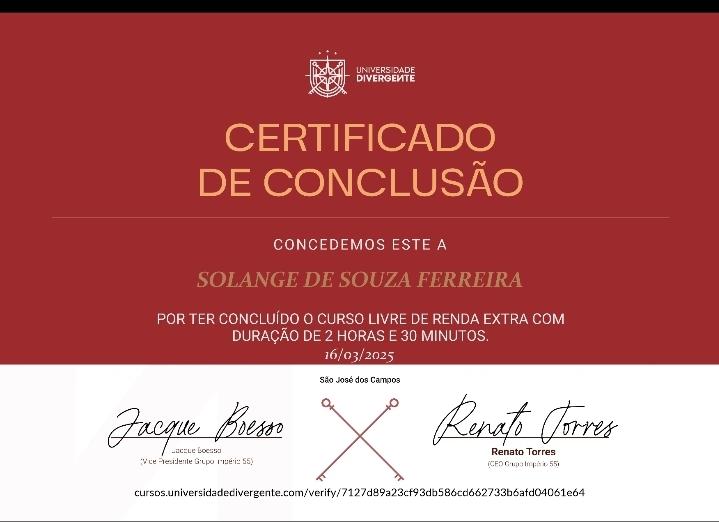 UNIVERSIDADE
DIVERGENTE
CERTIFICADO
DE CONCLUSÃO
CONCEDEMOS ESTE A
SOLANGE DE SOUZA FERREIRA
POR TER CONCLUÍDO O CURSO LIVRE DE RENDA EXTRA COM
DURAÇÃO DE 2 HORAS E 30 MINUTOS.
16/03/2025
São José dos Campos
Jacque Boesso
Jacque Boesso
(Vice Presidente Grupo Império 55)
Renato Torres
Renato Torres
(CEO Grupo Império 55)
cursos.universidadedivergente.com/verify/7127d89a23cf93db586cd662733b6afd04061e64